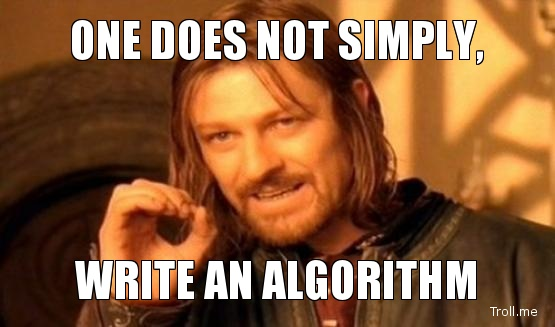 ONE DOES NOT SIMPLY,
WRITE AN ALGORITHM
Troll.me